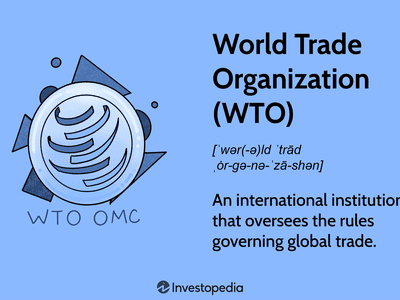 World Trade
Organization
(WTO)
[ˈwər(-ə)ld ˈtrād
ˌȯr-gə-nə-ˈzā-shən]
An international institution
that oversees the rules
governing global trade.
WTO OMC
Investopedia